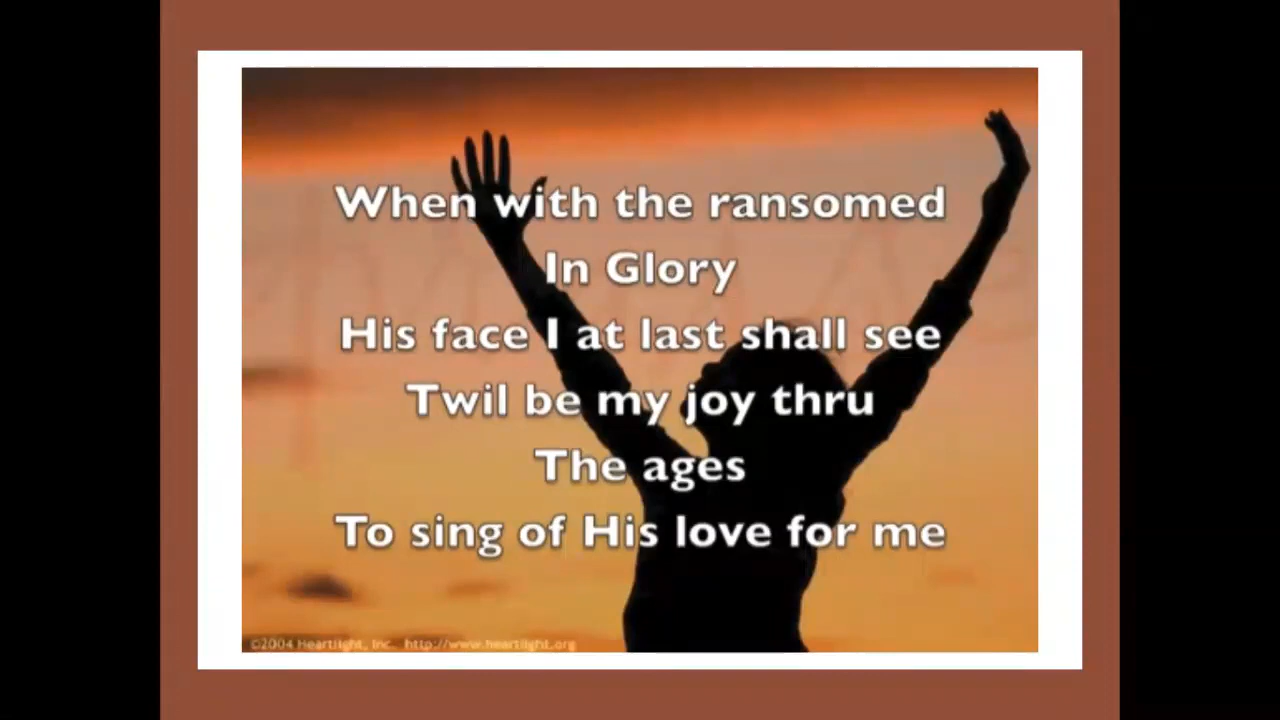 When with the ransomed
In Glory
His face I at last shall see
Twil be my joy thru
The ages
To sing of His love for me
©2004 Heartlight, Inc. http://www.heartlight.org